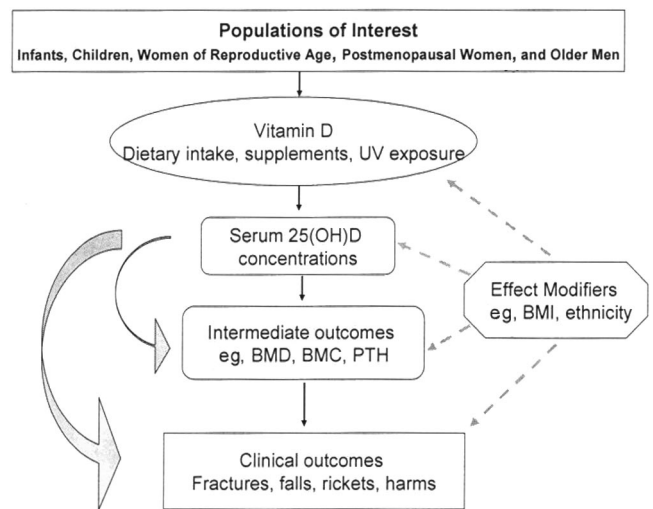 Populations of Interest
Infants, Children, Women of Reproductive Age, Postmenopausal Women, and Older Men
Vitamin D
Dietary intake, supplements, UV exposure
Serum 25(OH)D
concentrations
Effect Modifiers
eg, BMI, ethnicity
Intermediate outcomes
eg, BMD, BMC, PTH
Clinical outcomes
Fractures, falls, rickets, harms